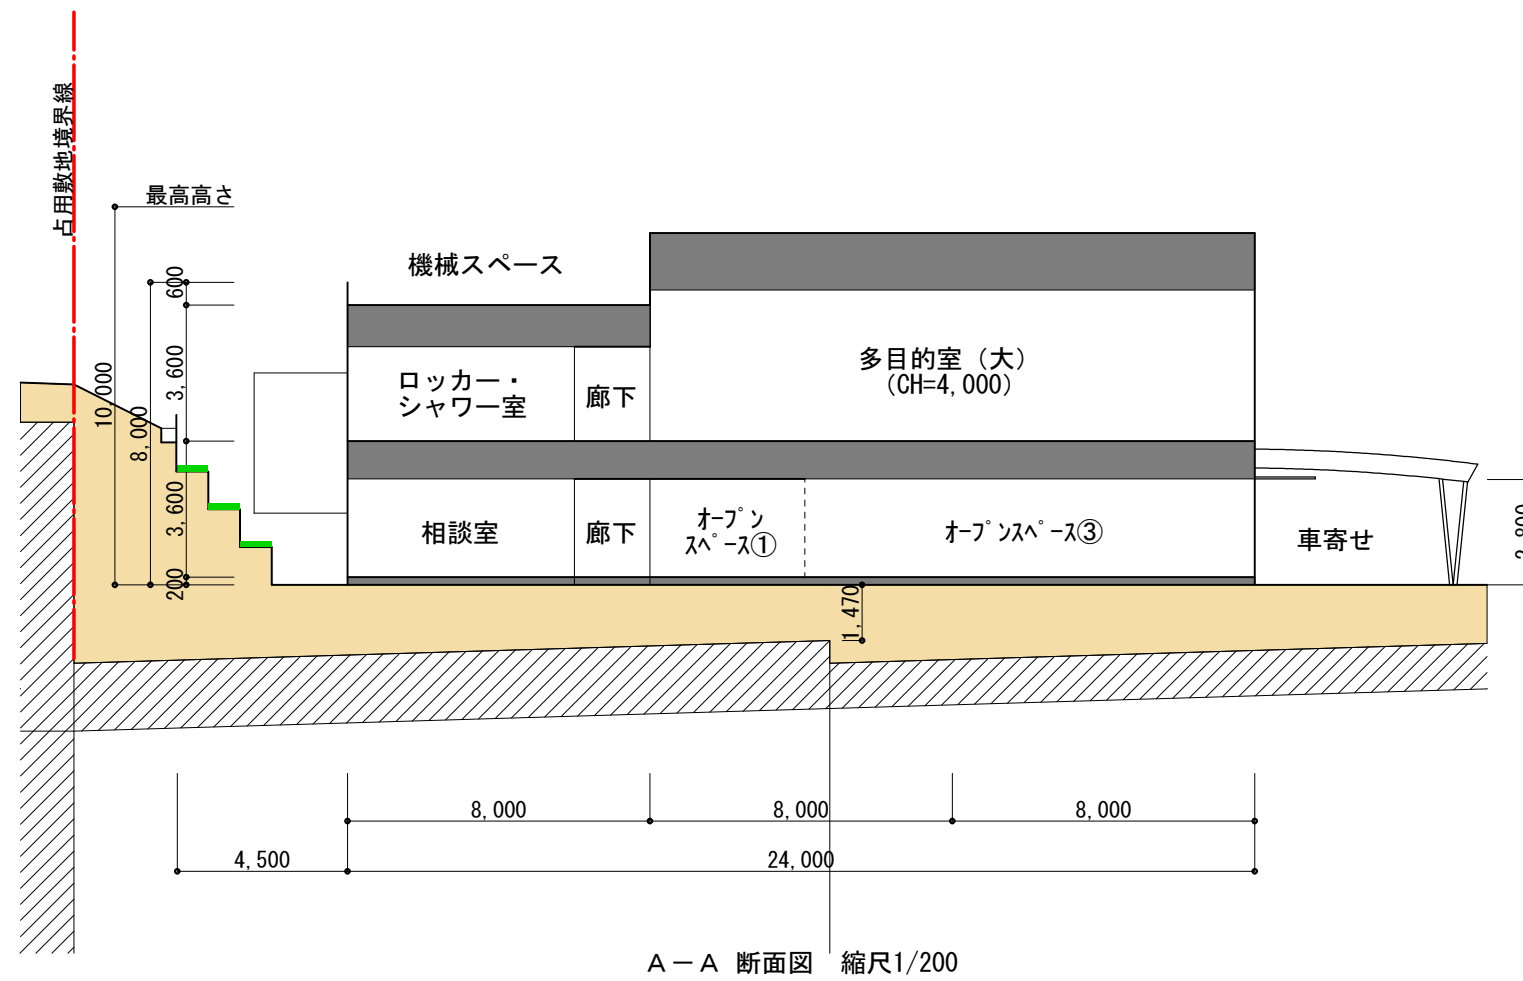 占用敷地境界線
最高高さ
機械スペース
600
3,600
10,000
8,000
3,600
200
ロッカー・
シャワー室
廊下
多目的室（大）
(CH=4,000)
相談室
廊下
ｵｰﾌﾟﾝ
ｽﾍﾟｰｽ①
ｵｰﾌﾟﾝｽﾍﾟｰｽ③
車寄せ
1,470
8,000
8,000
8,000
4,500
24,000
Ａ－Ａ 断面図　縮尺1/200